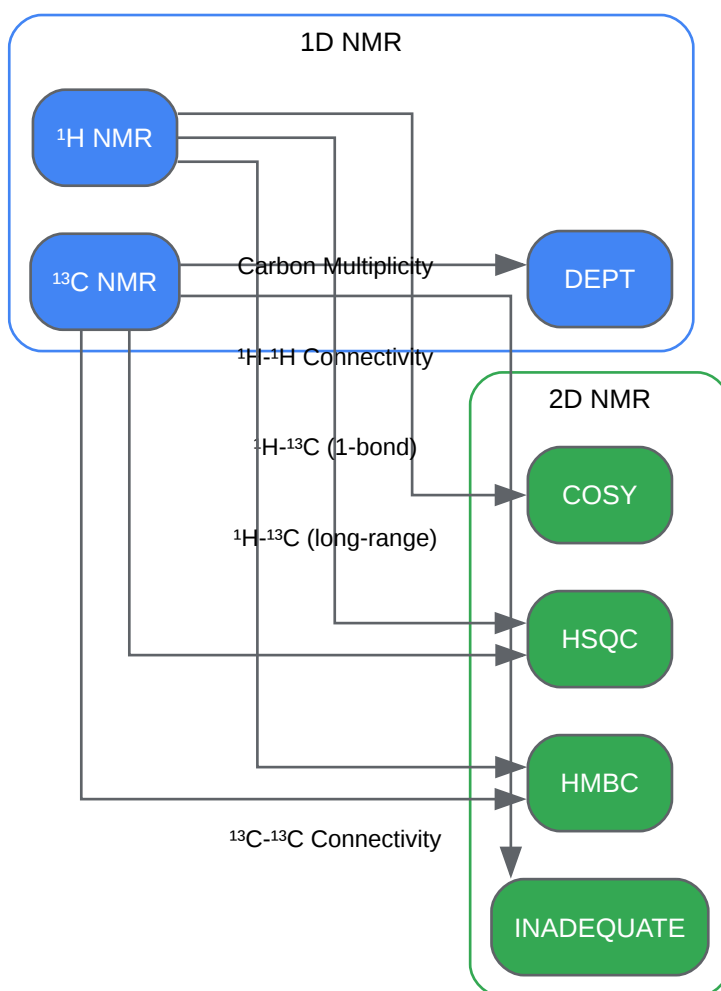 1D NMR
¹H NMR
¹³C NMR
Carbon Multiplicity
DEPT
¹H-¹H Connectivity
2D NMR
¹H-¹³C (1-bond)
COSY
¹H-¹³C (long-range)
HSQC
HMBC
¹³C-¹³C Connectivity
INADEQUATE